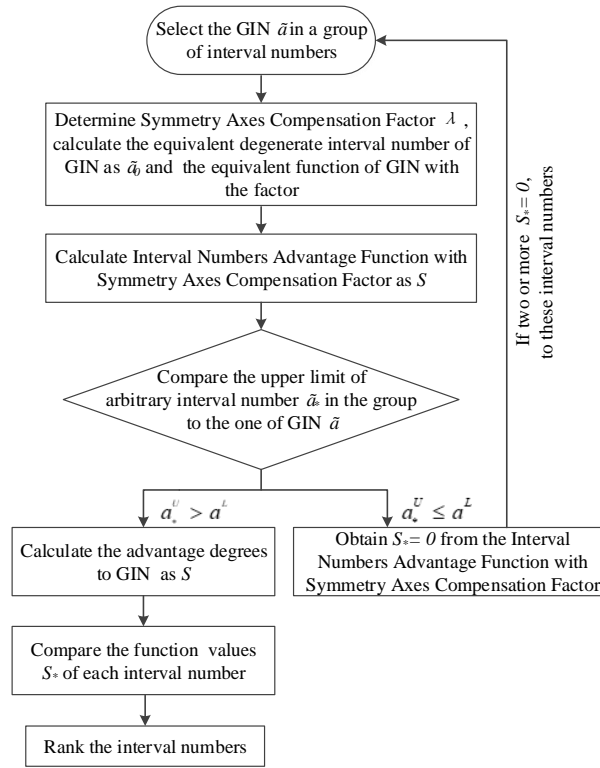 Select the GIN ã in a group
of interval numbers
Determine Symmetry Axes Compensation Factor λ ,
calculate the equivalent degenerate interval number of
GIN as ã₀ and the equivalent function of GIN with
the factor
Calculate Interval Numbers Advantage Function with
Symmetry Axes Compensation Factor as S
Compare the upper limit of
arbitrary interval number ã* in the group
to the one of GIN ã
a*ᵁ > aᴸ
a*ᵁ ≤ aᴸ
Calculate the advantage degrees
to GIN as S
Obtain S*= 0 from the Interval
Numbers Advantage Function with
Symmetry Axes Compensation Factor
If two or more S*= 0,
to these interval numbers
Compare the function values
S* of each interval number
Rank the interval numbers